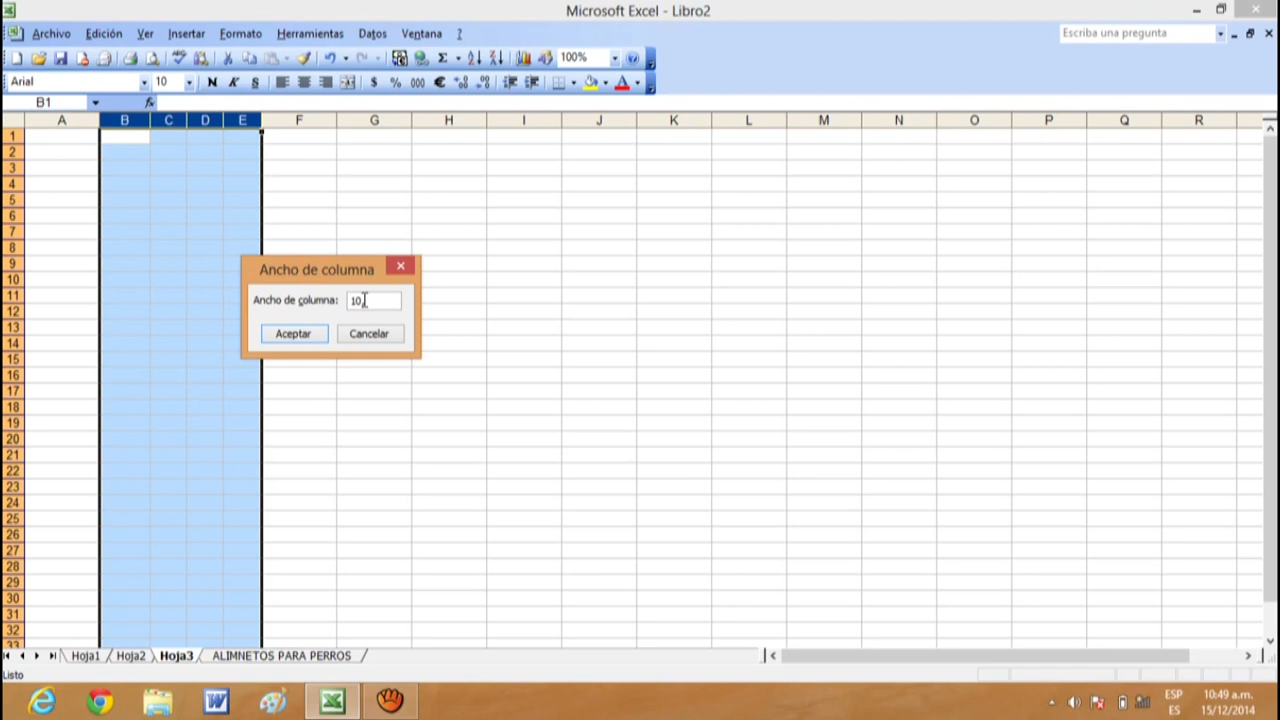 Microsoft Excel - Libro2
Archivo Edición Ver Insertar Formato Herramientas Datos Ventana ? Escriba una pregunta
Σ 100%
Arial 10 N K S $ % 000 €
B1 fx
A B C D E F G H I J K L M N O P Q R
1
2
3
4
5
6
7
8
9
10
11
12
13
14
15
16
17
18
19
20
21
22
23
24
25
26
27
28
29
30
31
32
33
Ancho de columna
Ancho de columna: 10
Aceptar Cancelar
Hoja1 Hoja2 Hoja3 ALIMNETOS PARA PERROS
Listo
ESP 10:49 a.m.
ES 15/12/2014